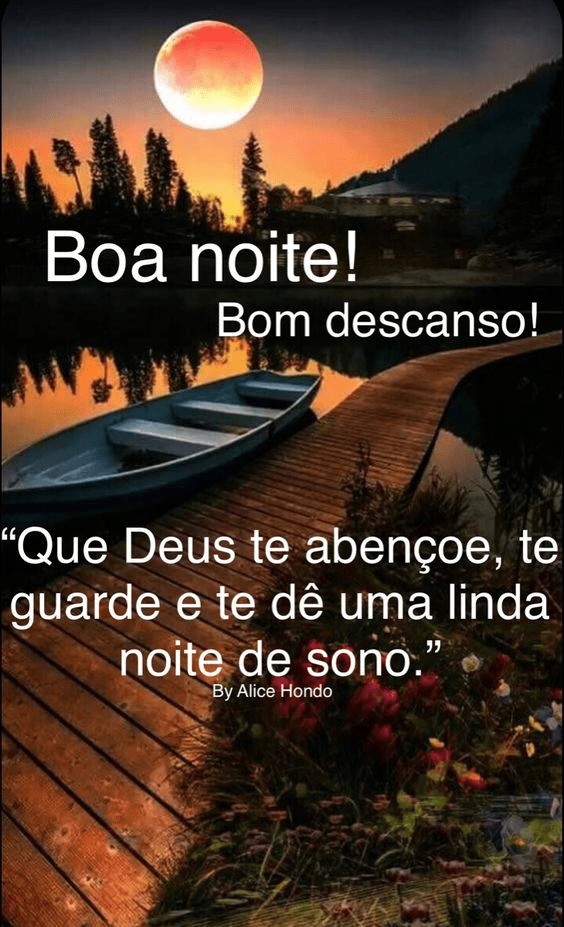 Boa noite!
Bom descanso!
“Que Deus te abençoe, te
guarde e te dê uma linda
noite de sono.”
By Alice Hondo